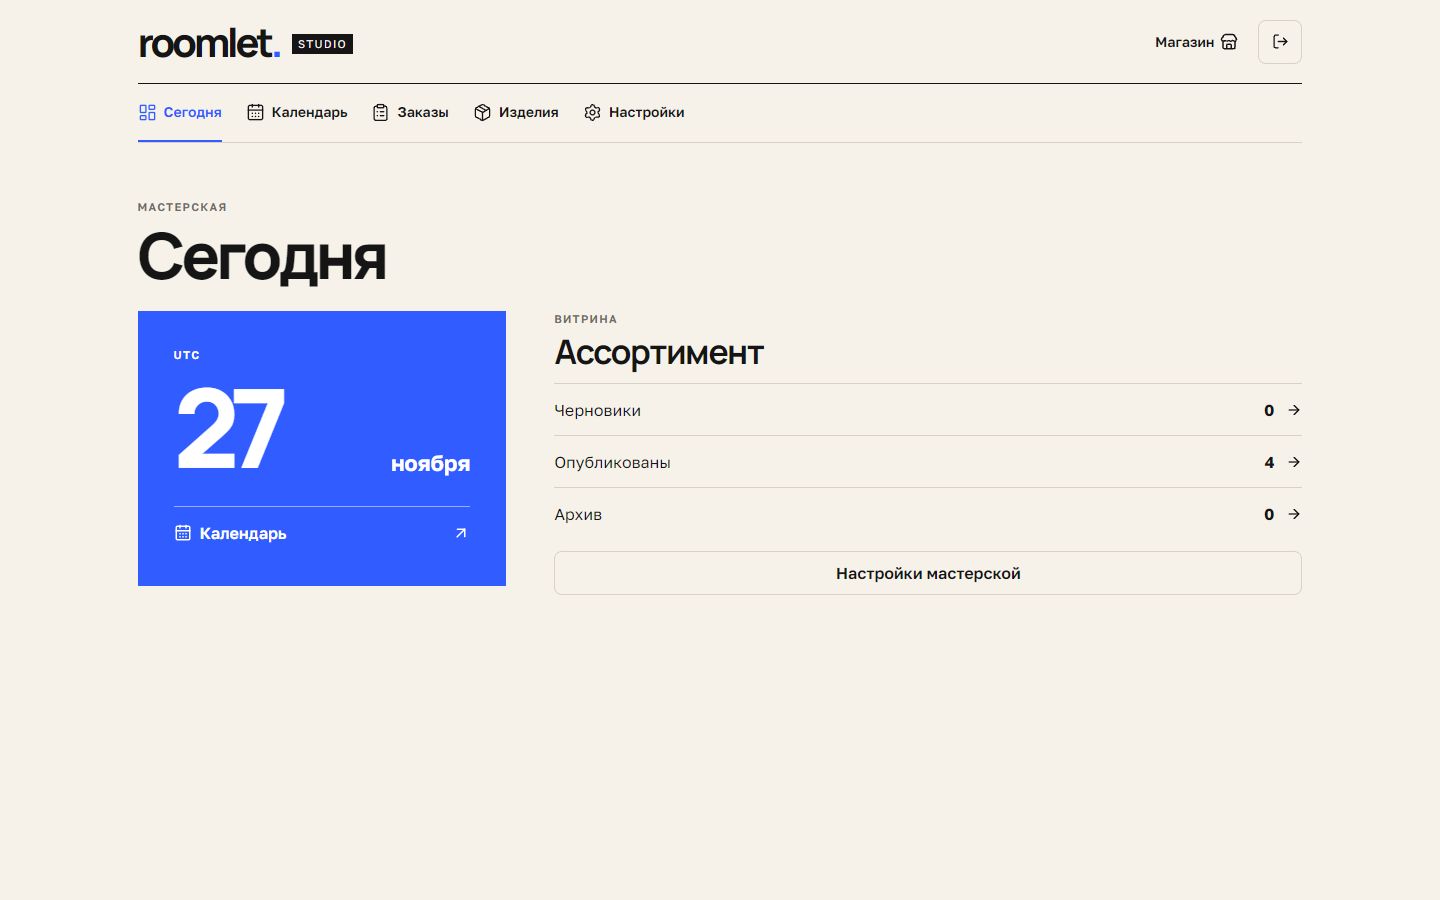 roomlet. STUDIO
Магазин
Сегодня Календарь Заказы Изделия Настройки
МАСТЕРСКАЯ
Сегодня
UTC
27 ноября
Календарь
ВИТРИНА
Ассортимент
Черновики 0
Опубликованы 4
Архив 0
Настройки мастерской